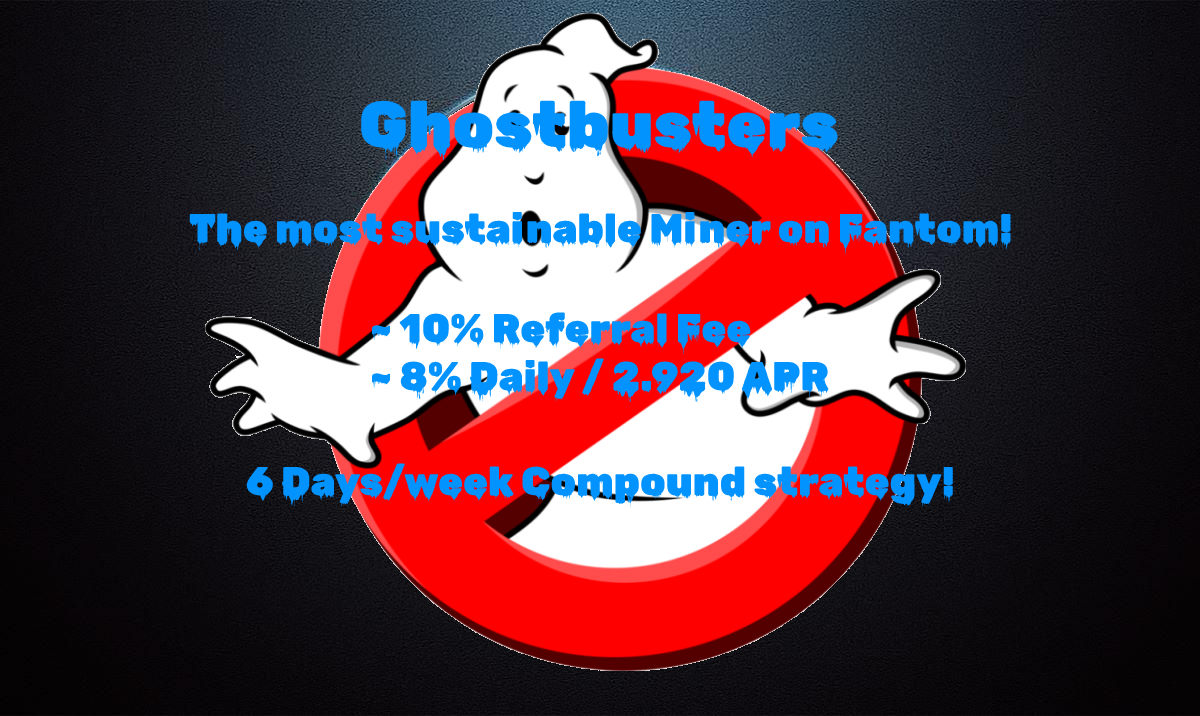 Ghostbusters
The most sustainable Miner on Fantom!
~ 10% Referral Fee
~ 8% Daily / 2.920 APR
6 Days/week Compound strategy!